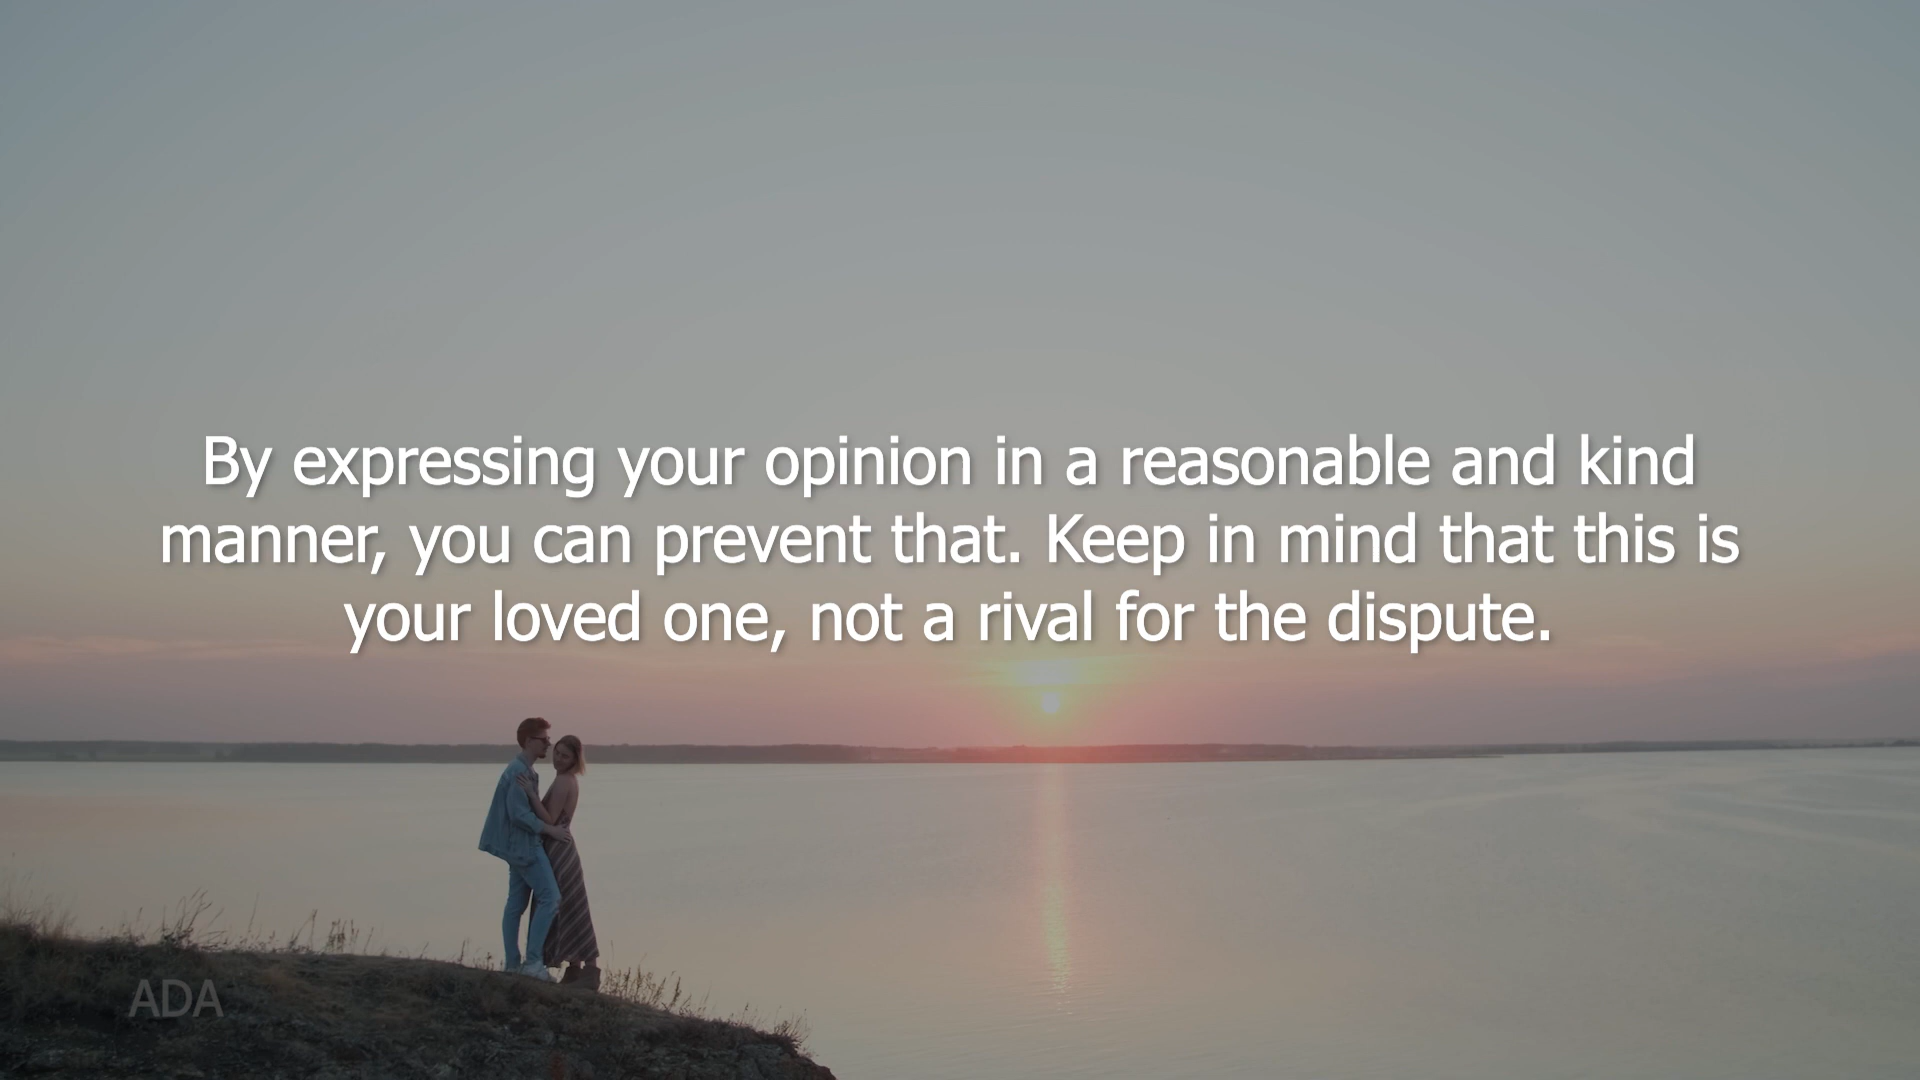 By expressing your opinion in a reasonable and kind
manner, you can prevent that. Keep in mind that this is
your loved one, not a rival for the dispute.
ADA